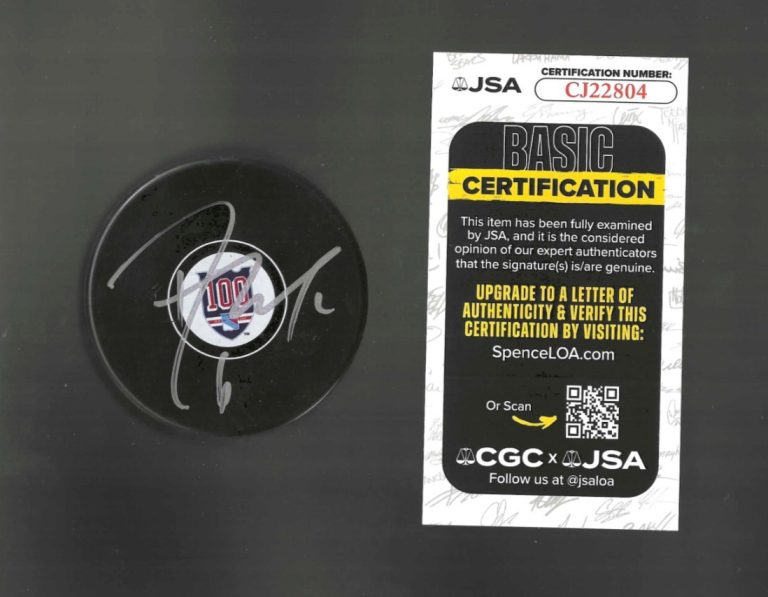 100
6
JSA
CERTIFICATION NUMBER:
CJ22804
BASIC
CERTIFICATION
This item has been fully examined
by JSA, and it is the considered
opinion of our expert authenticators
that the signature(s) is/are genuine.
UPGRADE TO A LETTER OF
AUTHENTICITY & VERIFY THIS
CERTIFICATION BY VISITING:
SpenceLOA.com
Or Scan
CGC x JSA
Follow us at @jsaloa